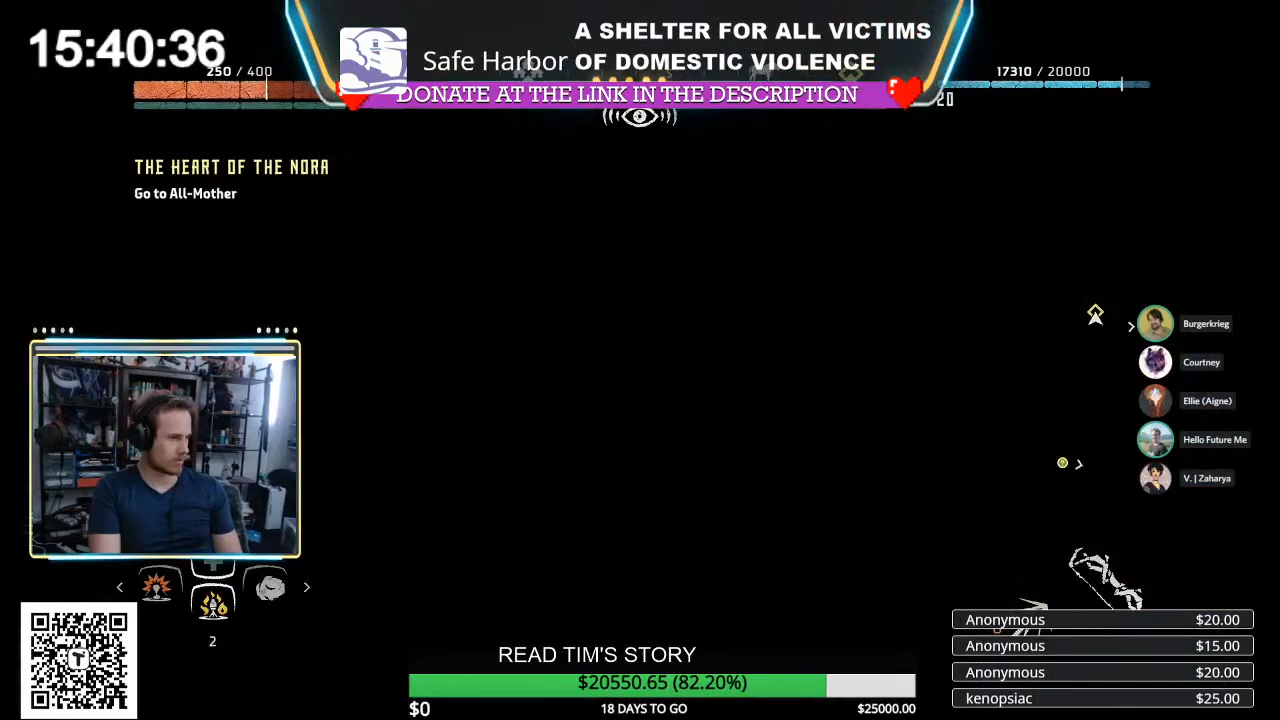 15:40:36
A SHELTER FOR ALL VICTIMS
Safe Harbor OF DOMESTIC VIOLENCE
250 / 400
17310 / 20000
DONATE AT THE LINK IN THE DESCRIPTION
20
THE HEART OF THE NORA
Go to All-Mother
Burgerkrieg
Courtney
Ellie (Aigne)
Hello Future Me
V. | Zaharya
2
Anonymous $20.00
Anonymous $15.00
Anonymous $20.00
kenopsiac $25.00
READ TIM'S STORY
$20550.65 (82.20%)
$0 18 DAYS TO GO $25000.00